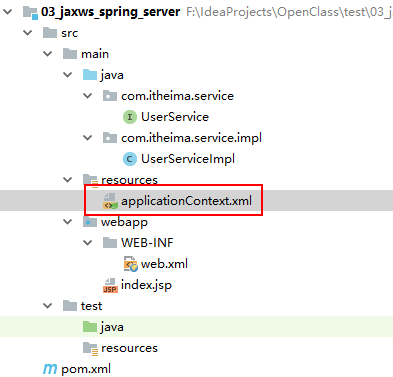 03_jaxws_spring_server F:\IdeaProjects\OpenClass\test\03_j
src
main
java
com.itheima.service
UserService
com.itheima.service.impl
UserServiceImpl
resources
applicationContext.xml
webapp
WEB-INF
web.xml
index.jsp
test
java
resources
pom.xml